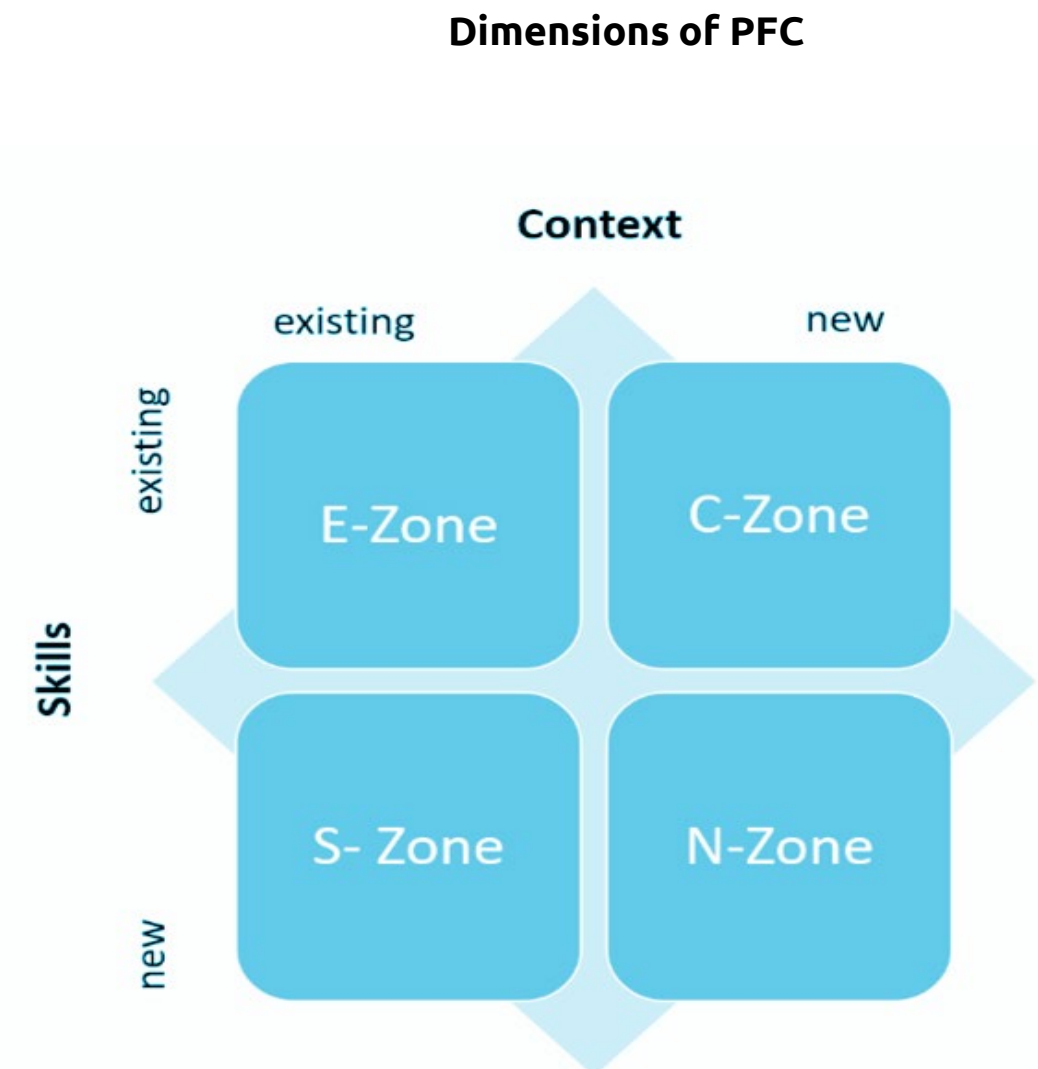 Dimensions of PFC
Context
existing new
existing
E-Zone C-Zone
Skills
S- Zone N-Zone
new